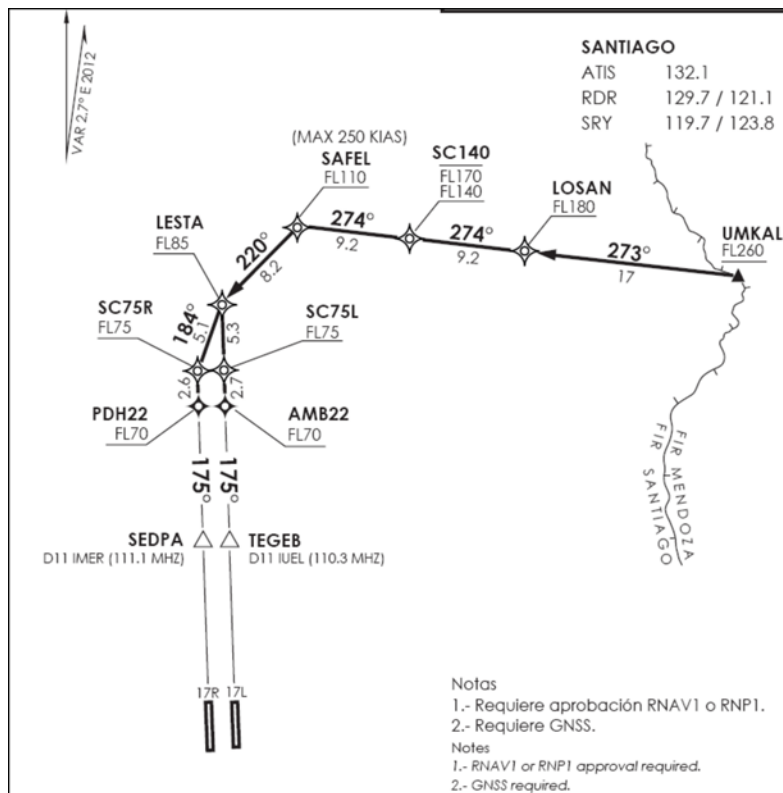 VAR 2.7° E 2012
SANTIAGO
ATIS 132.1
RDR 129.7 / 121.1
SRY 119.7 / 123.8
(MAX 250 KIAS)
SAFEL
FL110
SC140
FL170
FL140
LOSAN
FL180
UMKAL
FL260
274°
9.2
274°
9.2
273°
17
LESTA
FL85
220°
8.2
SC75R
FL75
184°
5.1
5.3
SC75L
FL75
2.6
2.7
PDH22
FL70
AMB22
FL70
175°
175°
FIR MENDOZA
FIR SANTIAGO
SEDPA
D11 IMER (111.1 MHZ)
TEGEB
D11 IUEL (110.3 MHZ)
17R
17L
Notas
1.- Requiere aprobación RNAV1 o RNP1.
2.- Requiere GNSS.
Notes
1.- RNAV1 or RNP1 approval required.
2.- GNSS required.